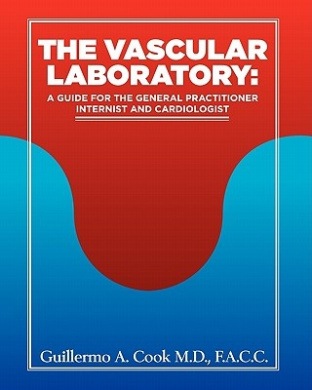 THE VASCULAR
LABORATORY:
A GUIDE FOR THE GENERAL PRACTITIONER
INTERNIST AND CARDIOLOGIST
Guillermo A. Cook M.D., F.A.C.C.